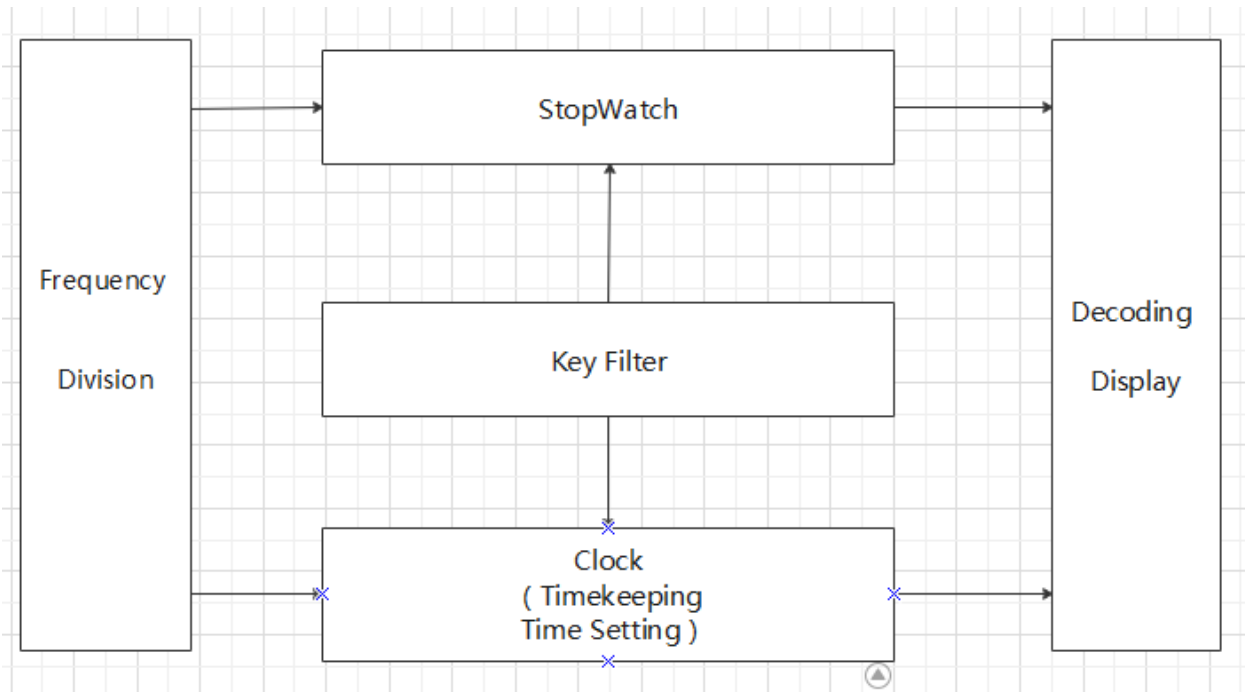 StopWatch
Frequency
Division
Key Filter
Decoding
Display
Clock
( Timekeeping
Time Setting )